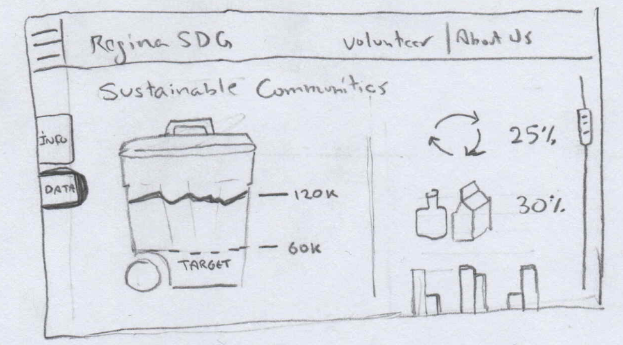 Regina SDG
Volunteer | About Us
Sustainable Communities
INFO
DATA
120K
60K
TARGET
25%
30%